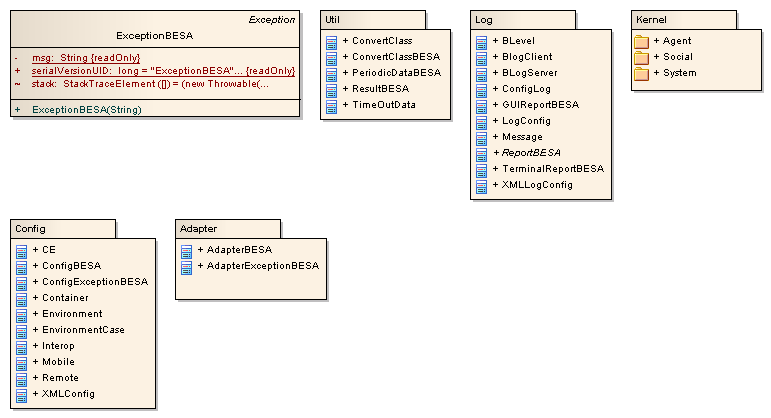 Exception
ExceptionBESA
- msg: String {readOnly}
+ serialVersionUID: long = "ExceptionBESA"... {readOnly}
~ stack: StackTraceElement ([]) = (new Throwable(...
+ ExceptionBESA(String)
Util
+ ConvertClass
+ ConvertClassBESA
+ PeriodicDataBESA
+ ResultBESA
+ TimeOutData
Log
+ BLevel
+ BlogClient
+ BLogServer
+ ConfigLog
+ GUIReportBESA
+ LogConfig
+ Message
+ ReportBESA
+ TerminalReportBESA
+ XMLLogConfig
Kernel
+ Agent
+ Social
+ System
Config
+ CE
+ ConfigBESA
+ ConfigExceptionBESA
+ Container
+ Environment
+ EnvironmentCase
+ Interop
+ Mobile
+ Remote
+ XMLConfig
Adapter
+ AdapterBESA
+ AdapterExceptionBESA